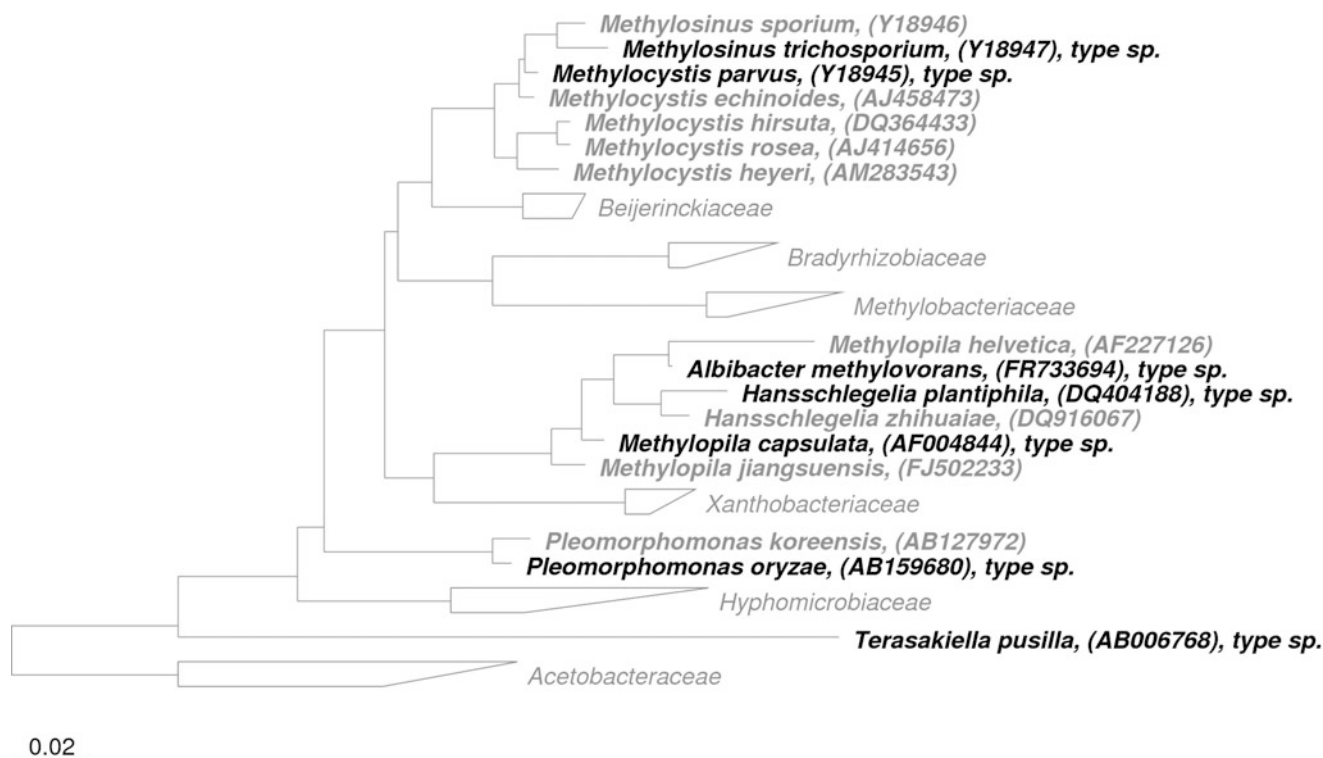 Methylosinus sporium, (Y18946)
Methylosinus trichosporium, (Y18947), type sp.
Methylocystis parvus, (Y18945), type sp.
Methylocystis echinoides, (AJ458473)
Methylocystis hirsuta, (DQ364433)
Methylocystis rosea, (AJ414656)
Methylocystis heyeri, (AM283543)
Beijerinckiaceae
Bradyrhizobiaceae
Methylobacteriaceae
Methylopila helvetica, (AF227126)
Albibacter methylovorans, (FR733694), type sp.
Hansschlegelia plantiphila, (DQ404188), type sp.
Hansschlegelia zhihuaiae, (DQ916067)
Methylopila capsulata, (AF004844), type sp.
Methylopila jiangsuensis, (FJ502233)
Xanthobacteriaceae
Pleomorphomonas koreensis, (AB127972)
Pleomorphomonas oryzae, (AB159680), type sp.
Hyphomicrobiaceae
Terasakiella pusilla, (AB006768), type sp.
Acetobacteraceae
0.02